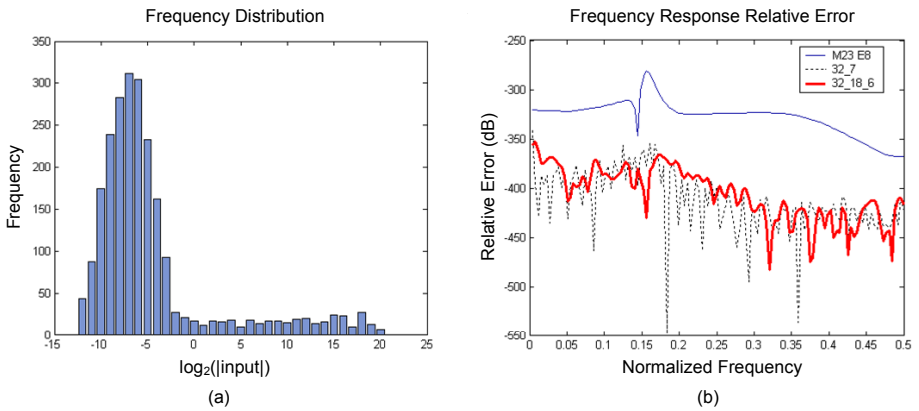 Frequency Distribution
350
300
250
200
150
100
50
0
-15 -10 -5 0 5 10 15 20 25
Frequency
log₂(|input|)
(a)
Frequency Response Relative Error
-250
-300
-350
-400
-450
-500
-550
0 0.05 0.1 0.15 0.2 0.25 0.3 0.35 0.4 0.45 0.5
Relative Error (dB)
M23 E8
32_7
32_18_6
Normalized Frequency
(b)